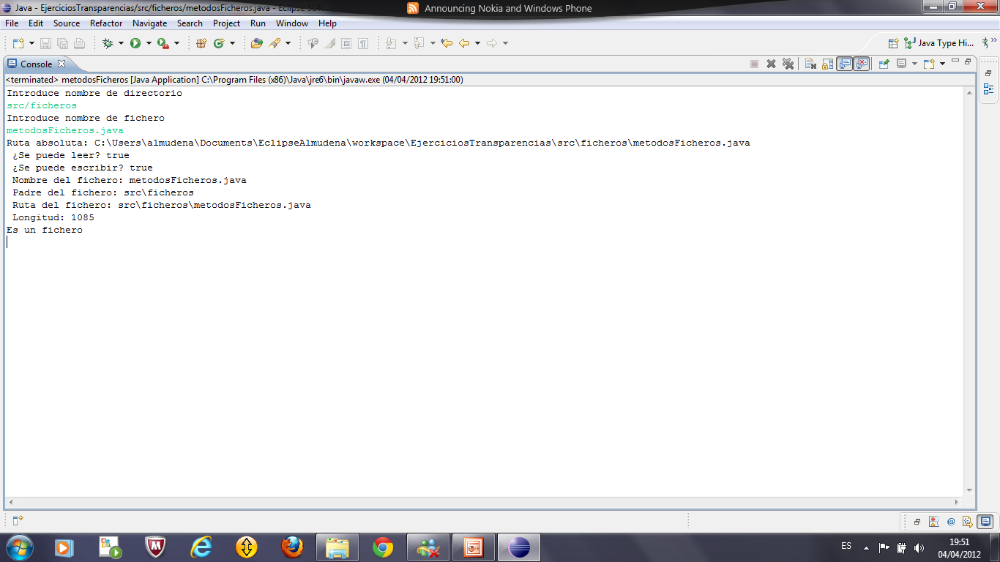 Java - EjerciciosTransparencias/src/ficheros/metodosFicheros.java - Eclipse SDK
Announcing Nokia and Windows Phone
File Edit Source Refactor Navigate Search Project Run Window Help
Java Type Hi...
Console
<terminated> metodosFicheros [Java Application] C:\Program Files (x86)\Java\jre6\bin\javaw.exe (04/04/2012 19:51:00)
Introduce nombre de directorio
src/ficheros
Introduce nombre de fichero
metodosFicheros.java
Ruta absoluta: C:\Users\almudena\Documents\EclipseAlmudena\workspace\EjerciciosTransparencias\src\ficheros\metodosFicheros.java
¿Se puede leer? true
¿Se puede escribir? true
Nombre del fichero: metodosFicheros.java
Padre del fichero: src\ficheros
Ruta del fichero: src\ficheros\metodosFicheros.java
Longitud: 1085
Es un fichero
ES
19:51
04/04/2012